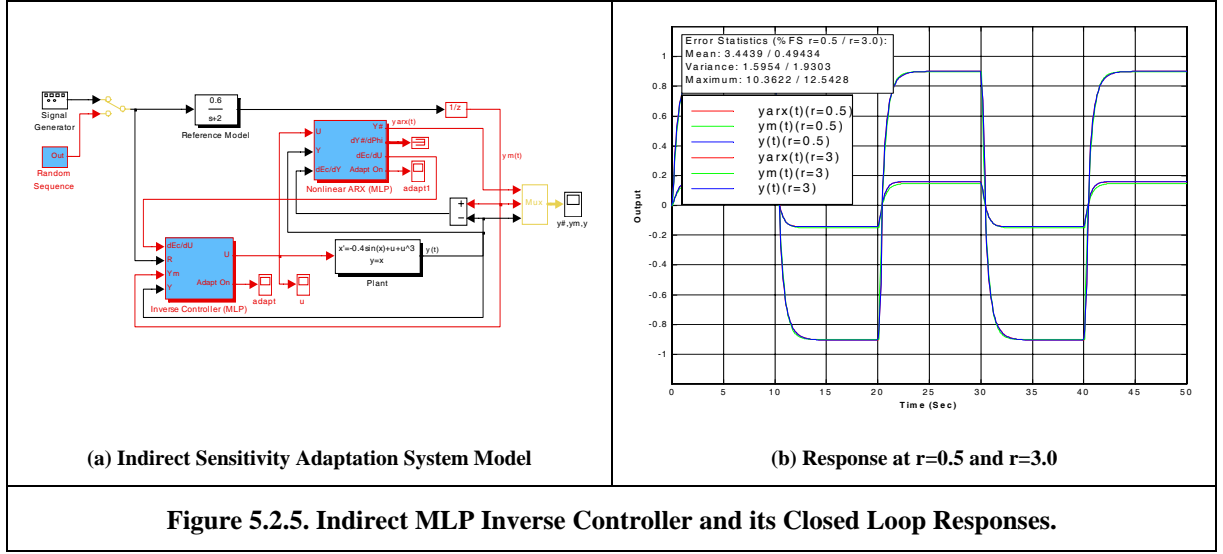 Signal
Generator
Out
Random
Sequence
0.6
s+2
Reference Model
1/z
U
Y
dEc/dY
Y#
dY#/dPhi
dEc/dU
Adapt On
Nonlinear ARX (MLP)
yarx(t)
ym(t)
adapt1
+
−
Mux
y#,ym,y
dEc/dU
R
Ym
Y
U
Adapt On
Inverse Controller (MLP)
adapt
u
x'=-0.4sin(x)+u+u^3
y=x
Plant
y(t)
(a) Indirect Sensitivity Adaptation System Model
Error Statistics (%FS r=0.5 / r=3.0):
Mean: 3.4439 / 0.49434
Variance: 1.5954 / 1.9303
Maximum: 10.3622 / 12.5428
yarx(t)(r=0.5)
ym(t)(r=0.5)
y(t)(r=0.5)
yarx(t)(r=3)
ym(t)(r=3)
y(t)(r=3)
Output
1
0.8
0.6
0.4
0.2
0
-0.2
-0.4
-0.6
-0.8
-1
0 5 10 15 20 25 30 35 40 45 50
Time (Sec)
(b) Response at r=0.5 and r=3.0
Figure 5.2.5. Indirect MLP Inverse Controller and its Closed Loop Responses.